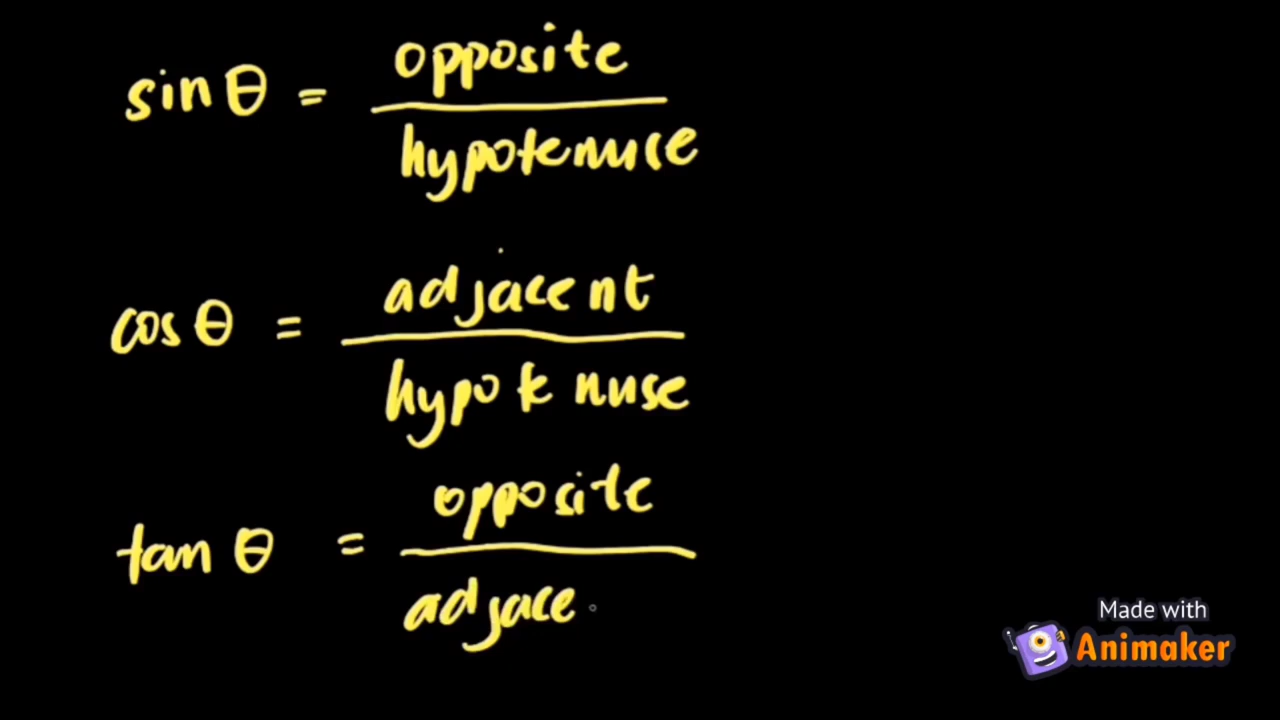 sin θ = opposite
hypotenuse
cos θ = adjacent
hypotenuse
tan θ = opposite
adjace
Made with
Animaker